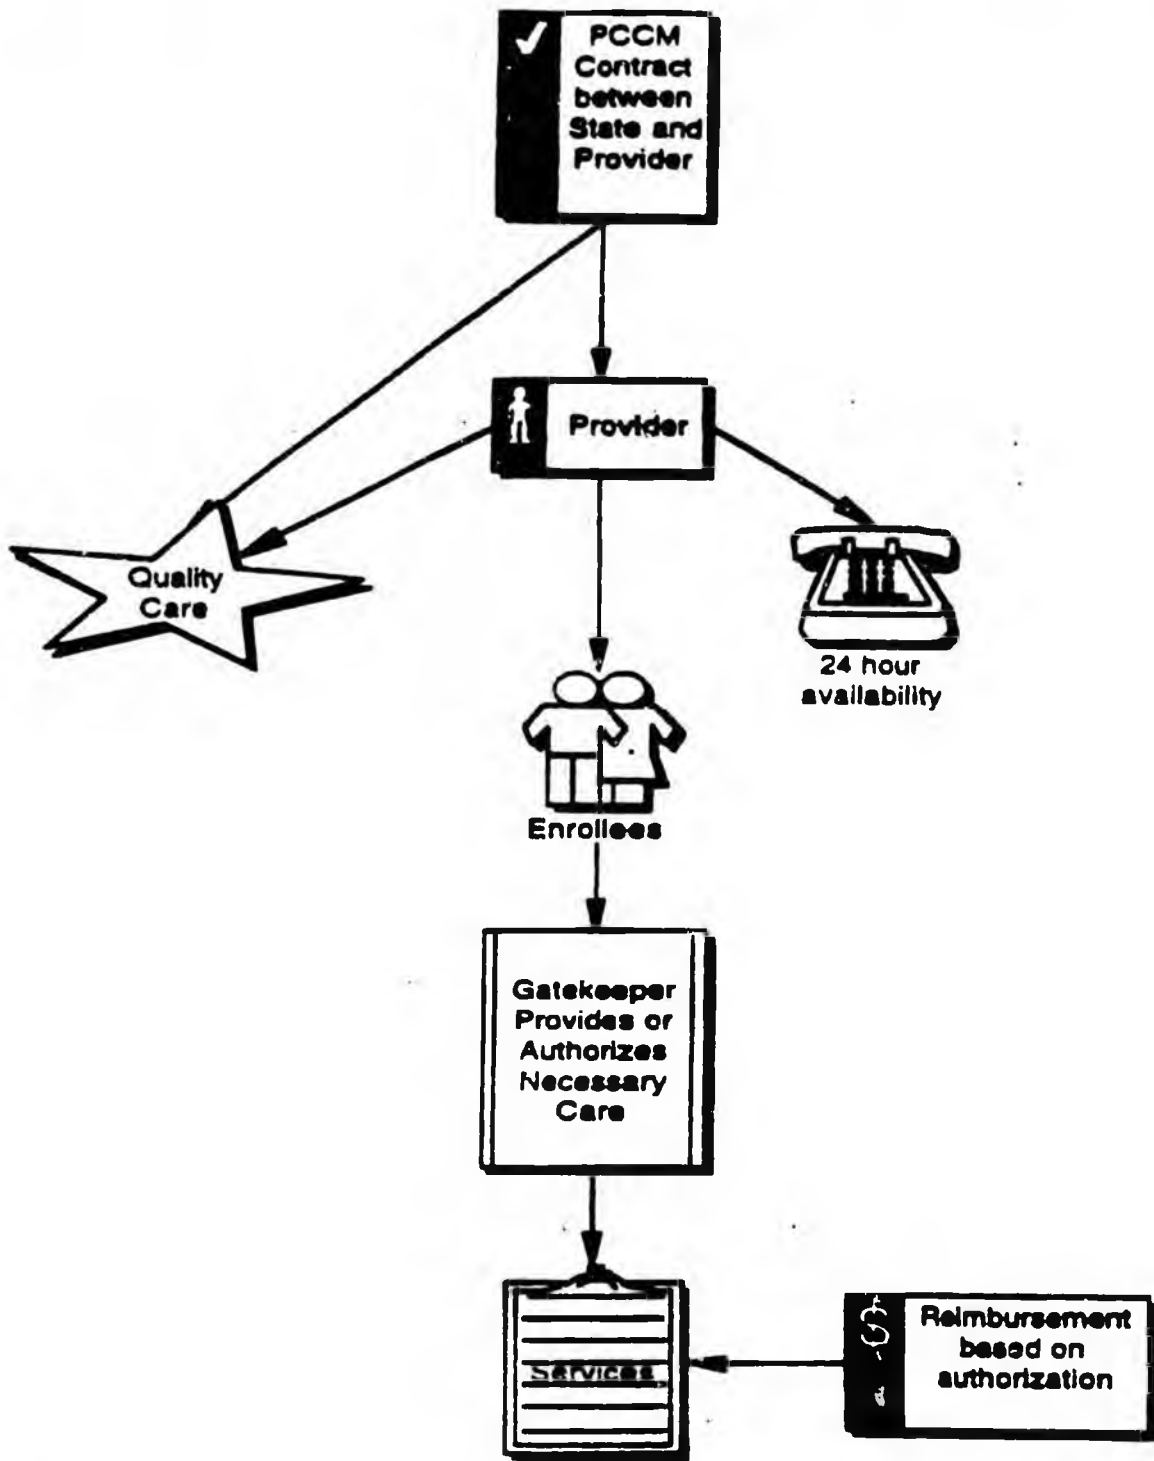 PCCM
Contract
between
State and
Provider
Provider
Quality
Care
24 hour
availability
Enrollees
Gatekeeper
Provides or
Authorizes
Necessary
Care
Services
Reimbursement
based on
authorization